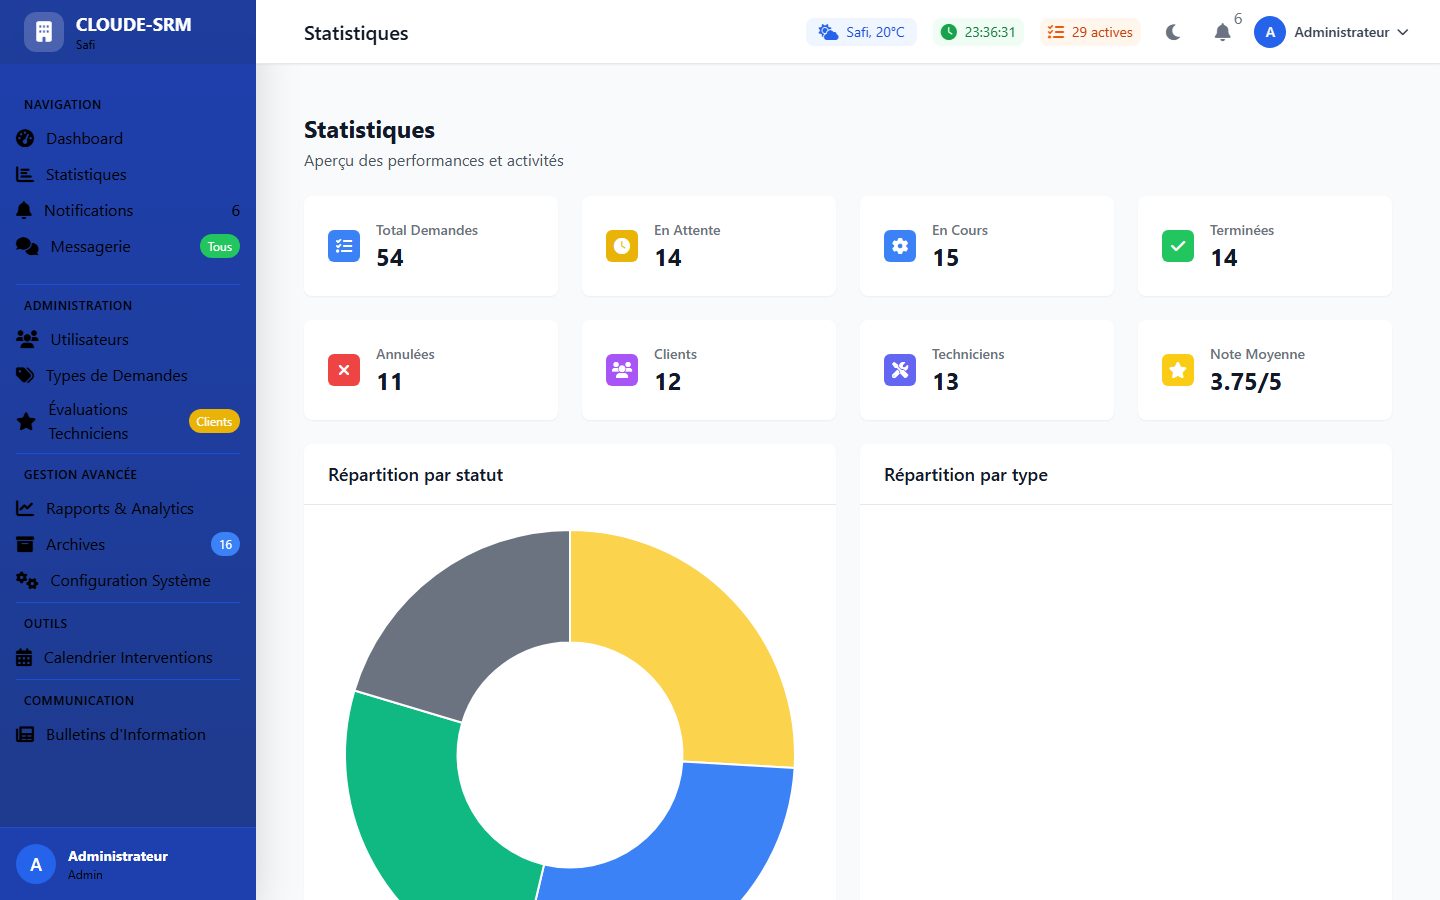 CLOUDE-SRM
Safi
NAVIGATION
Dashboard
Statistiques
Notifications 6
Messagerie Tous
ADMINISTRATION
Utilisateurs
Types de Demandes
Évaluations
Techniciens
Clients
GESTION AVANCÉE
Rapports & Analytics
Archives 16
Configuration Système
OUTILS
Calendrier Interventions
COMMUNICATION
Bulletins d'Information
A
Administrateur
Admin
Statistiques
Safi, 20°C
23:36:31
29 actives
6
A
Administrateur
Statistiques
Aperçu des performances et activités
Total Demandes
54
En Attente
14
En Cours
15
Terminées
14
Annulées
11
Clients
12
Techniciens
13
Note Moyenne
3.75/5
Répartition par statut
Répartition par type